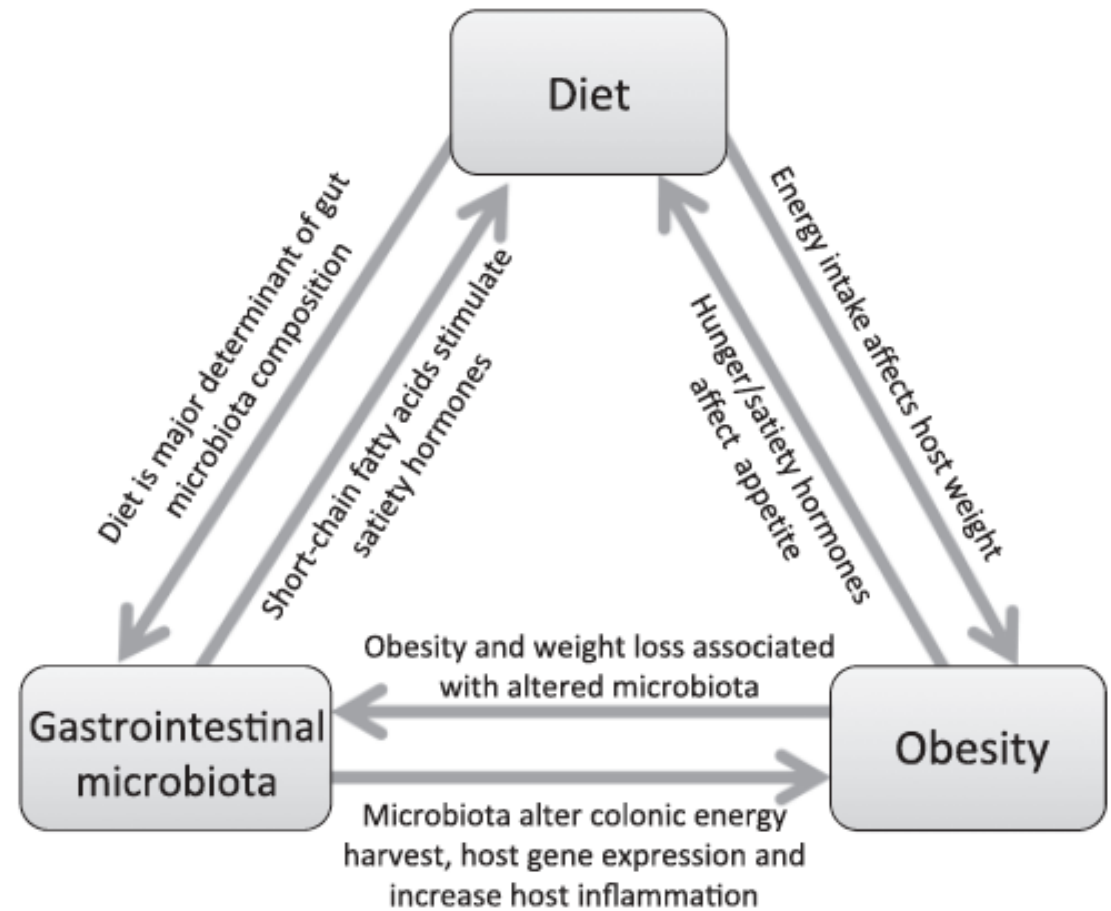 Diet
Diet is major determinant of gut
microbiota composition
Short-chain fatty acids stimulate
satiety hormones
Hunger/satiety hormones
affect appetite
Energy intake affects host weight
Obesity and weight loss associated
with altered microbiota
Gastrointestinal
microbiota
Obesity
Microbiota alter colonic energy
harvest, host gene expression and
increase host inflammation